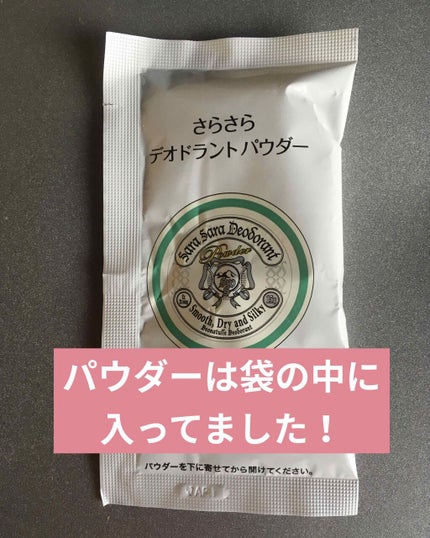 さらさら
デオドラント パウダー
Sara Sara Deodorant
Powder
Smooth, Dry and Silky
Deonatulle Deodorant
パウダーは袋の中に
入ってました！
パウダーを下に寄せてから開けてください。